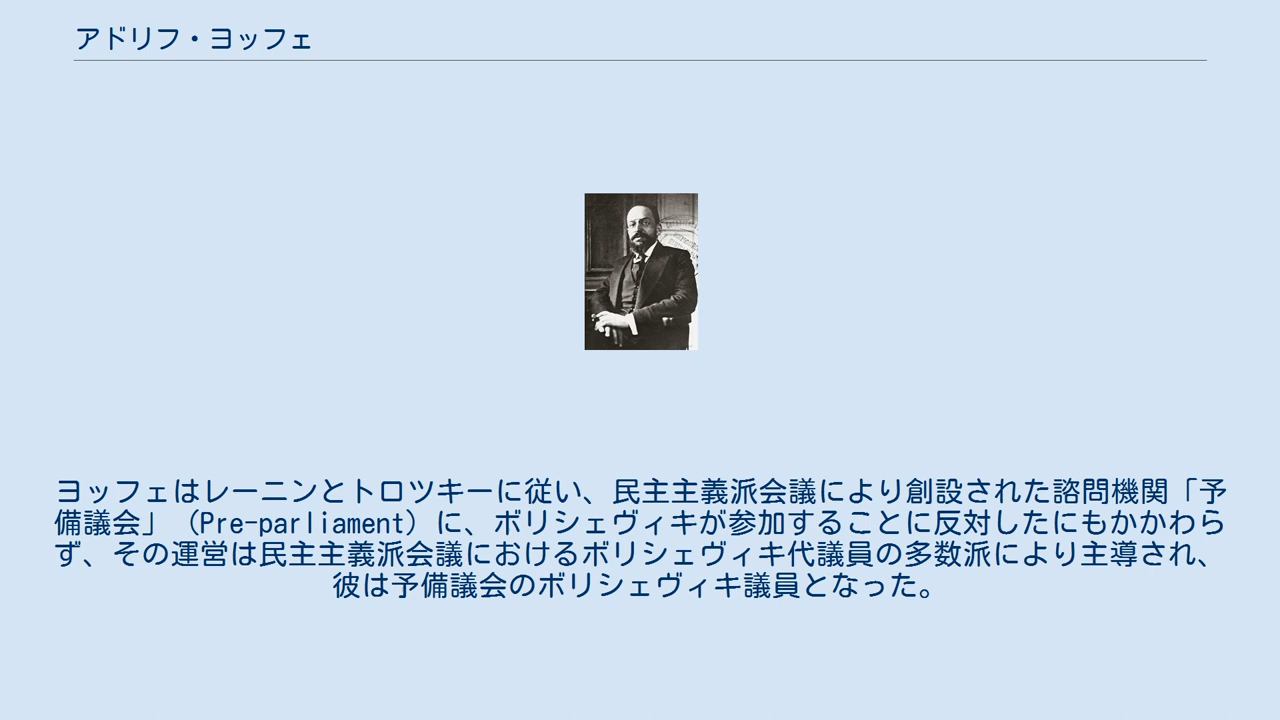 アドリフ・ヨッフェ
ヨッフェはレーニンとトロツキーに従い、民主主義派会議により創設された諮問機関「予
備議会」（Pre-parliament）に、ボリシェヴィキが参加することに反対したにもかかわら
ず、その運営は民主主義派会議におけるボリシェヴィキ代議員の多数派により主導され、
彼は予備議会のボリシェヴィキ議員となった。